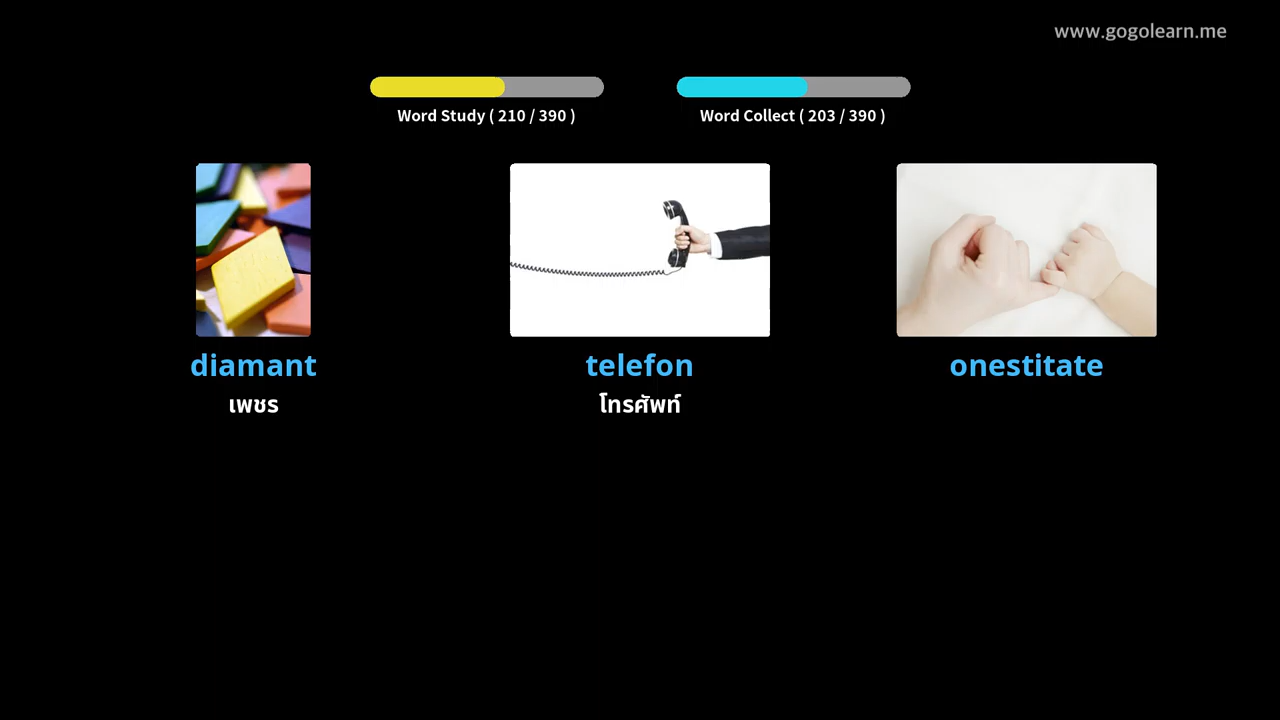 www.gogolearn.me
Word Study ( 210 / 390 )
Word Collect ( 203 / 390 )
diamant
เพชร
telefon
โทรศัพท์
onestitate